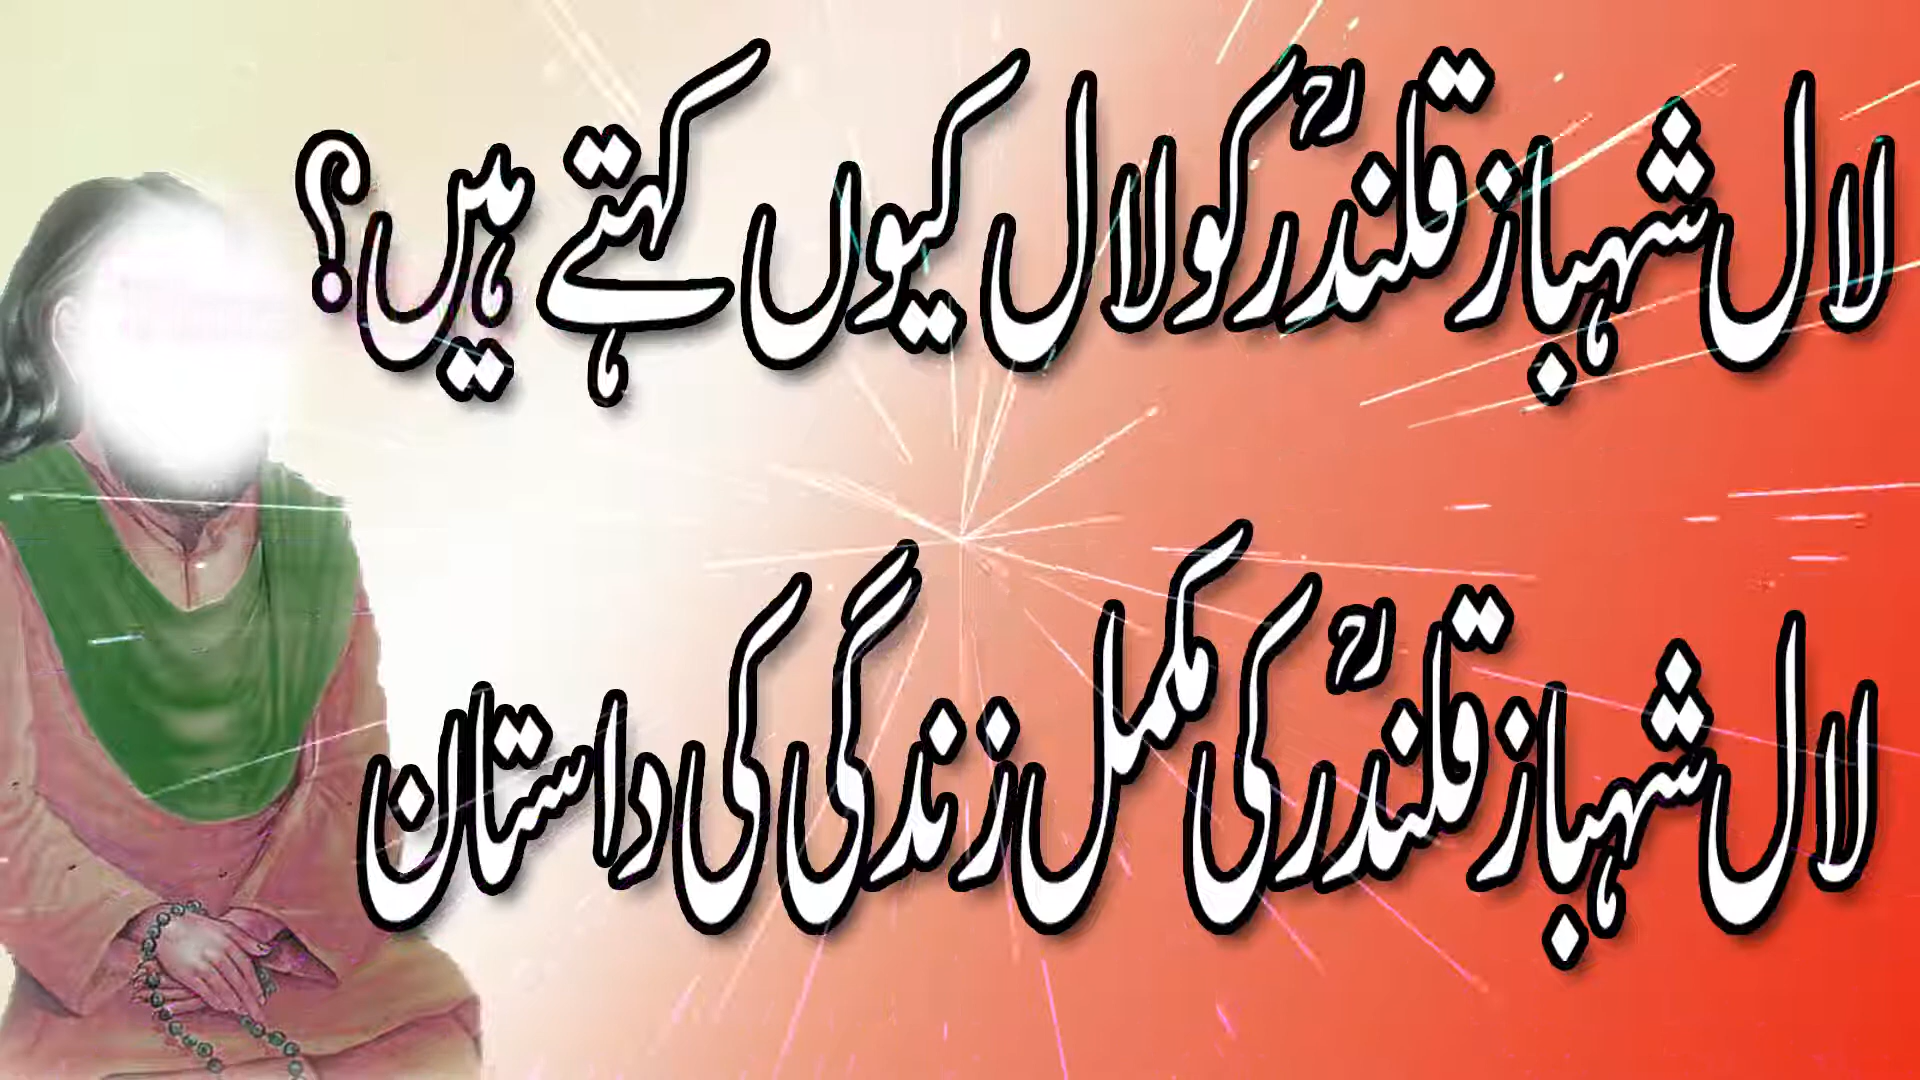 لال شہباز قلندرؒ کو لال کیوں کہتے ہیں؟
لال شہباز قلندرؒ کی مکمل زندگی کی داستان